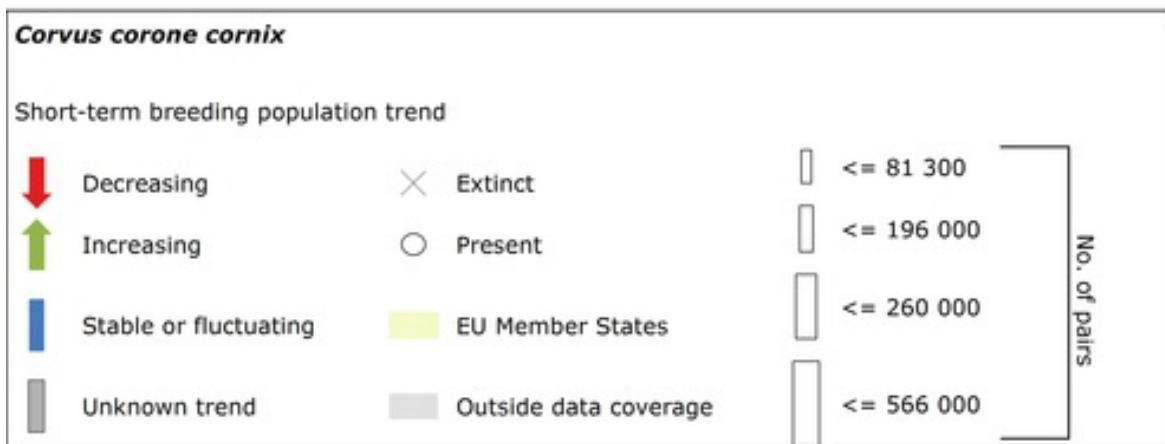 Corvus corone cornix
Short-term breeding population trend
Decreasing
Increasing
Stable or fluctuating
Unknown trend
Extinct
Present
EU Member States
Outside data coverage
<= 81 300
<= 196 000
<= 260 000
<= 566 000
No. of pairs